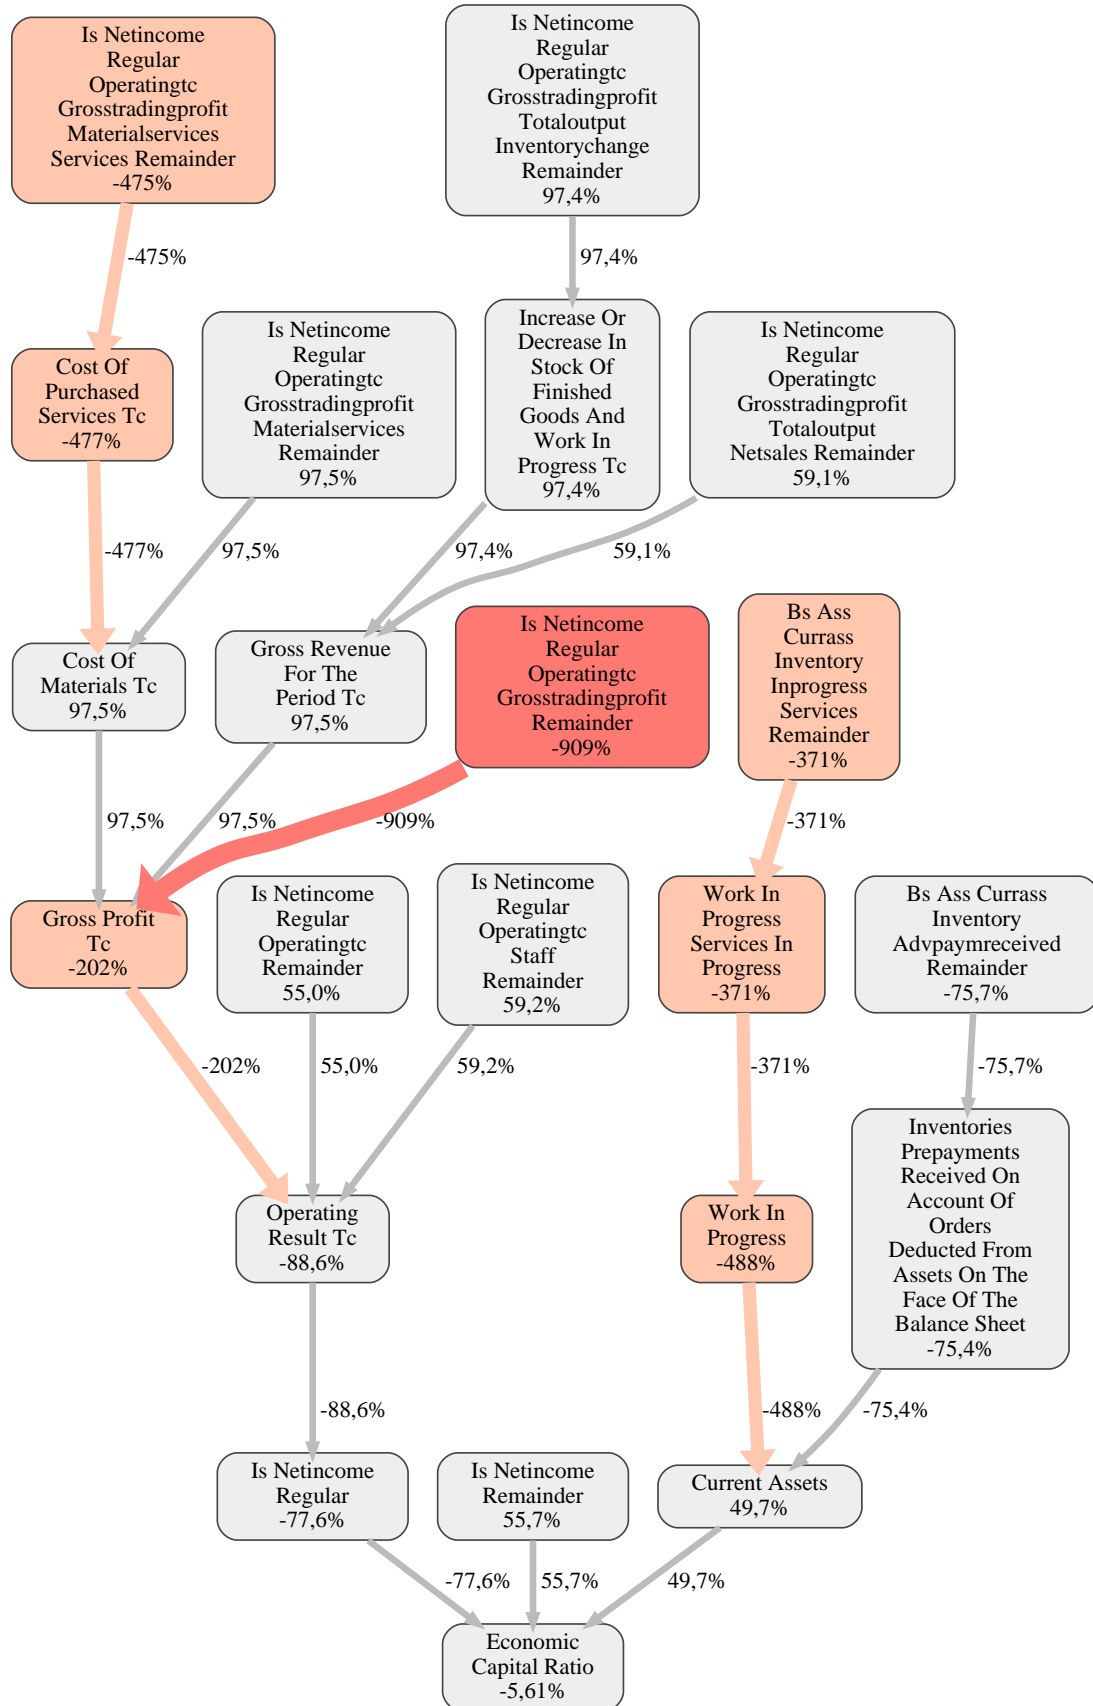 Is Netincome
Regular
Operatingtc
Grosstradingprofit
Materialservices
Services Remainder
-475%
Is Netincome
Regular
Operatingtc
Grosstradingprofit
Totaloutput
Inventorychange
Remainder
97,4%
-475%
97,4%
Cost Of
Purchased
Services Tc
-477%
Is Netincome
Regular
Operatingtc
Grosstradingprofit
Materialservices
Remainder
97,5%
Increase Or
Decrease In
Stock Of
Finished
Goods And
Work In
Progress Tc
97,4%
Is Netincome
Regular
Operatingtc
Grosstradingprofit
Totaloutput
Netsales Remainder
59,1%
-477%
97,5%
97,4%
59,1%
Cost Of
Materials Tc
97,5%
Gross Revenue
For The
Period Tc
97,5%
Is Netincome
Regular
Operatingtc
Grosstradingprofit
Remainder
-909%
Bs Ass
Currass
Inventory
Inprogress
Services
Remainder
-371%
97,5%
97,5%
-909%
-371%
Gross Profit
Tc
-202%
Is Netincome
Regular
Operatingtc
Remainder
55,0%
Is Netincome
Regular
Operatingtc
Staff
Remainder
59,2%
Work In
Progress
Services In
Progress
-371%
Bs Ass Currass
Inventory
Advpaymreceived
Remainder
-75,7%
-202%
55,0%
59,2%
-371%
-75,7%
Operating
Result Tc
-88,6%
Work In
Progress
-488%
Inventories
Prepayments
Received On
Account Of
Orders
Deducted From
Assets On The
Face Of The
Balance Sheet
-75,4%
-88,6%
-488%
-75,4%
Is Netincome
Regular
-77,6%
Is Netincome
Remainder
55,7%
Current Assets
49,7%
-77,6%
55,7%
49,7%
Economic
Capital Ratio
-5,61%